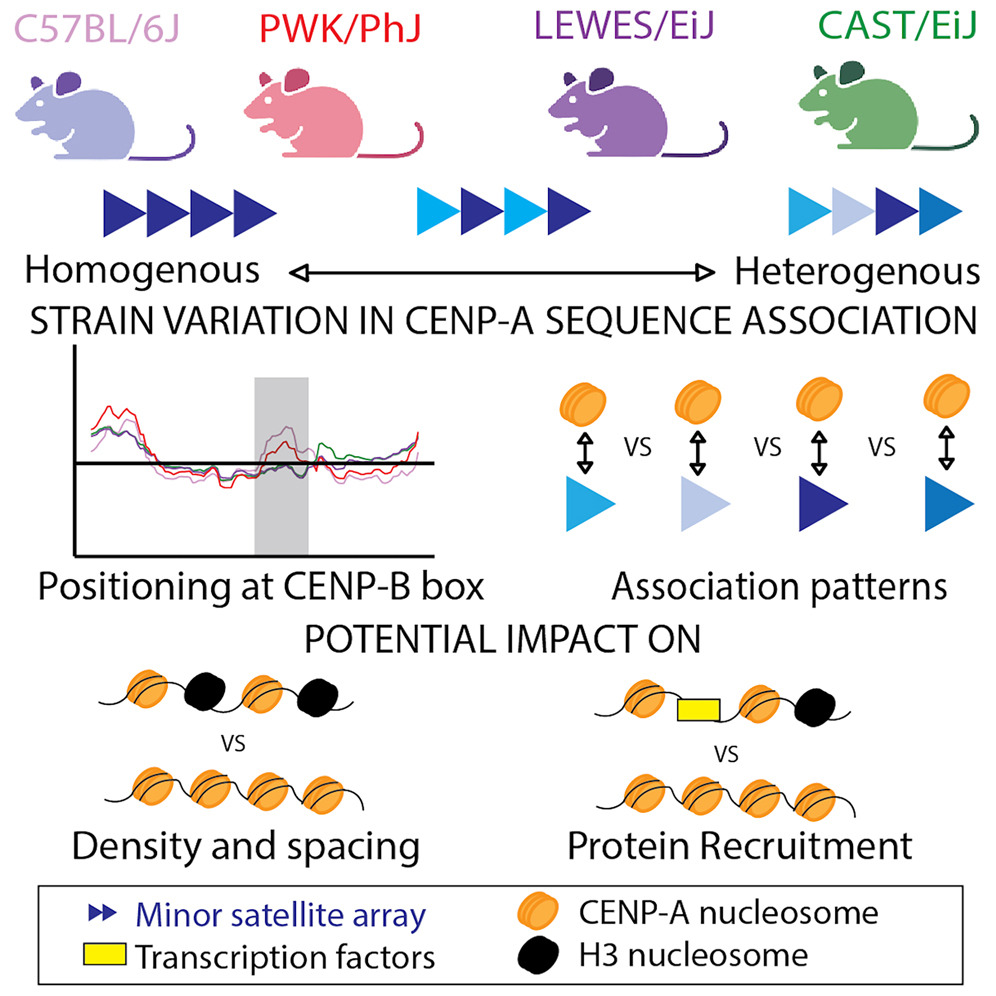 C57BL/6J PWK/PhJ LEWES/EiJ CAST/EiJ
Homogenous Heterogenous
STRAIN VARIATION IN CENP-A SEQUENCE ASSOCIATION
VS VS VS
Positioning at CENP-B box Association patterns
POTENTIAL IMPACT ON
VS VS
Density and spacing Protein Recruitment
Minor satellite array CENP-A nucleosome
Transcription factors H3 nucleosome